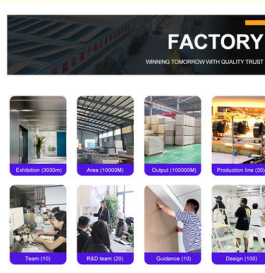 FACTORY
WINNING TOMORROW WITH QUALITY TRUST
Exhibition (3000m)
Area (10000M)
Output (100000M)
Production line (30)
Team (10)
R&D team (20)
Guidance (10)
Design (100)